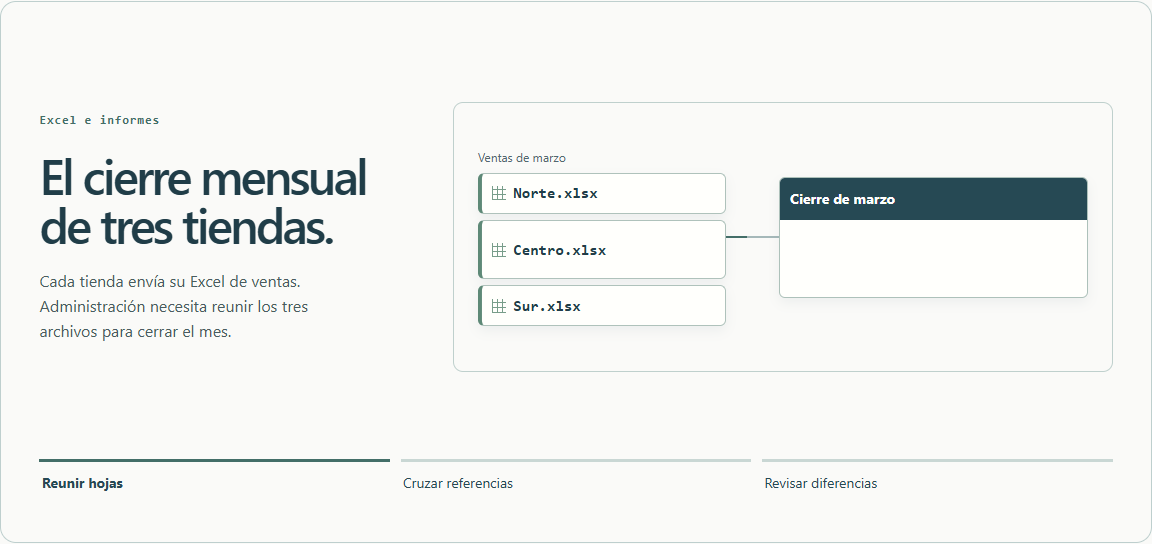 Excel e informes
El cierre mensual
de tres tiendas.
Cada tienda envía su Excel de ventas.
Administración necesita reunir los tres
archivos para cerrar el mes.
Ventas de marzo
Norte.xlsx
Centro.xlsx
Sur.xlsx
Cierre de marzo
Reunir hojas
Cruzar referencias
Revisar diferencias